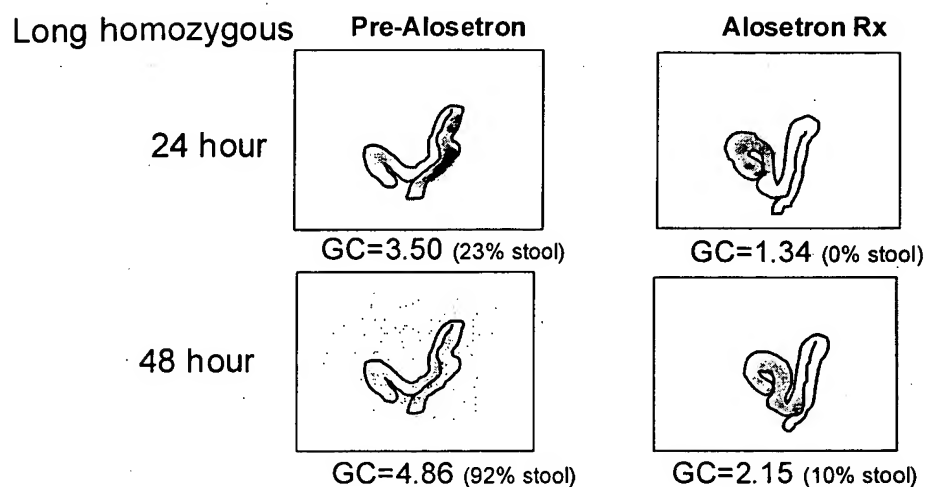 Long homozygous
Pre-Alosetron
Alosetron Rx
24 hour
GC=3.50 (23% stool)
GC=1.34 (0% stool)
48 hour
GC=4.86 (92% stool)
GC=2.15 (10% stool)